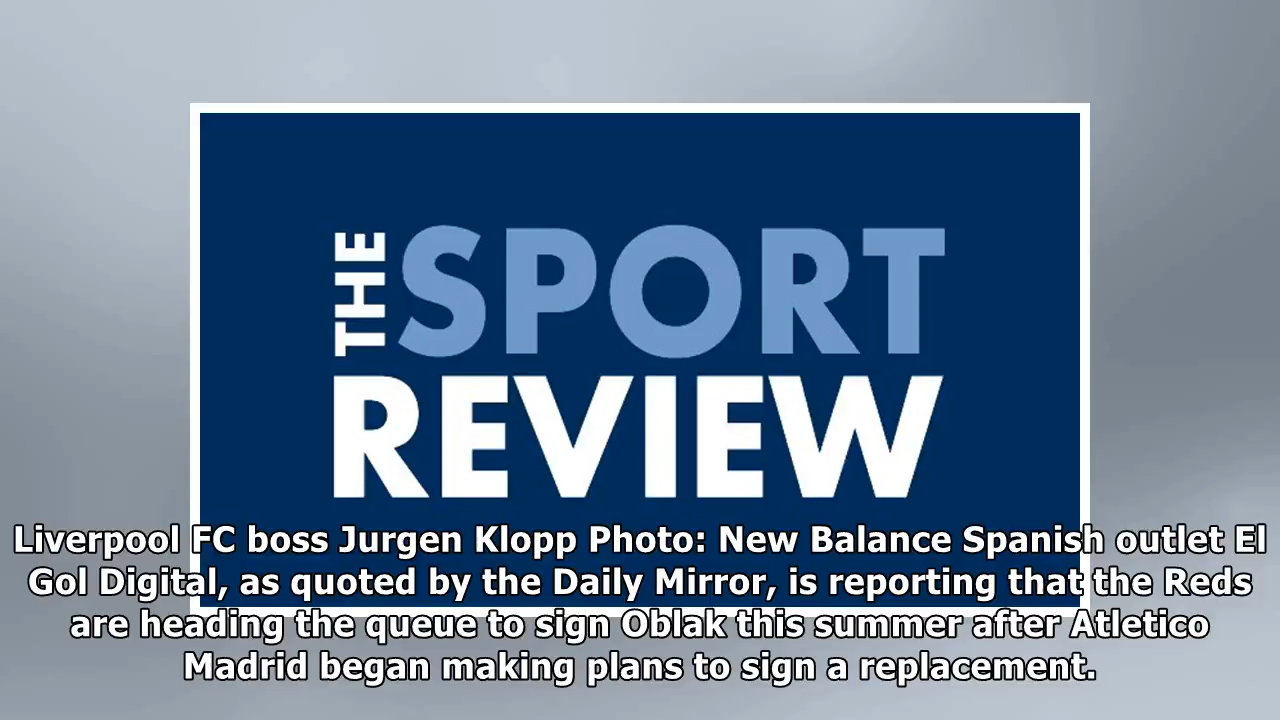 THE SPORT
REVIEW
Liverpool FC boss Jurgen Klopp Photo: New Balance Spanish outlet El
Gol Digital, as quoted by the Daily Mirror, is reporting that the Reds
are heading the queue to sign Oblak this summer after Atletico
Madrid began making plans to sign a replacement.